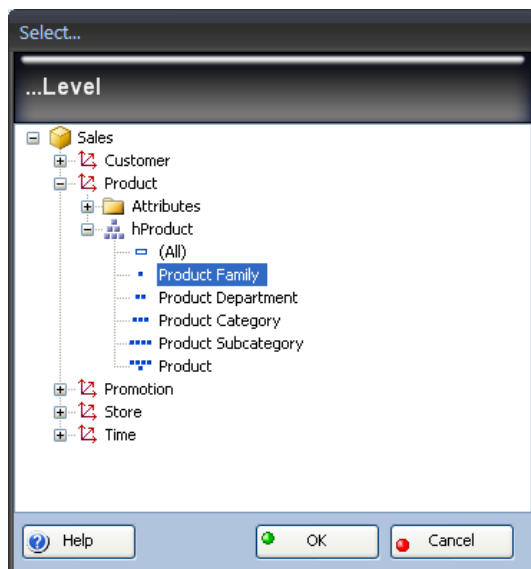 Select...
...Level
Sales
Customer
Product
Attributes
hProduct
(All)
Product Family
Product Department
Product Category
Product Subcategory
Product
Promotion
Store
Time
Help OK Cancel